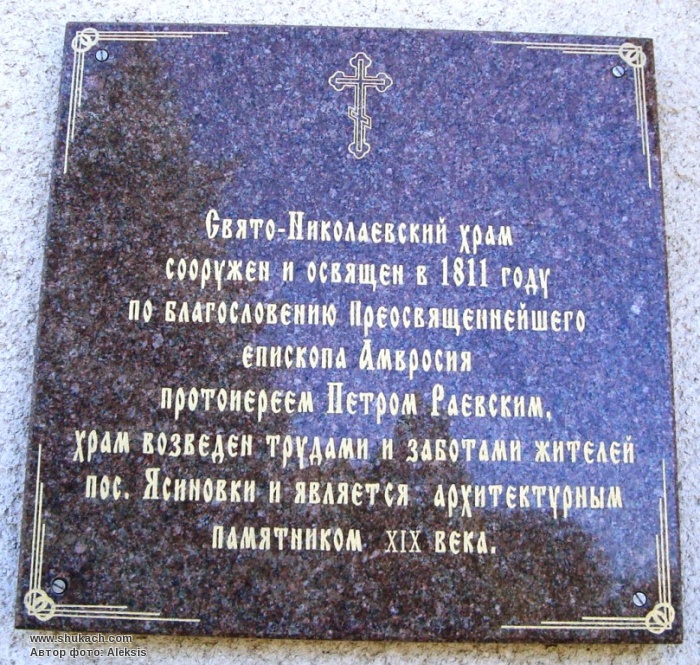 Свято-Николаевский храм
сооружен и освящен в 1811 году
по благословению Преосвященнейшего
епископа Амвросия
протоиереем Петром Раевским,
храм возведен трудами и заботами жителей
пос. Ясиновки и является архитектурным
памятником XIX века.
www.shukach.com
Автор фото: Aleksis